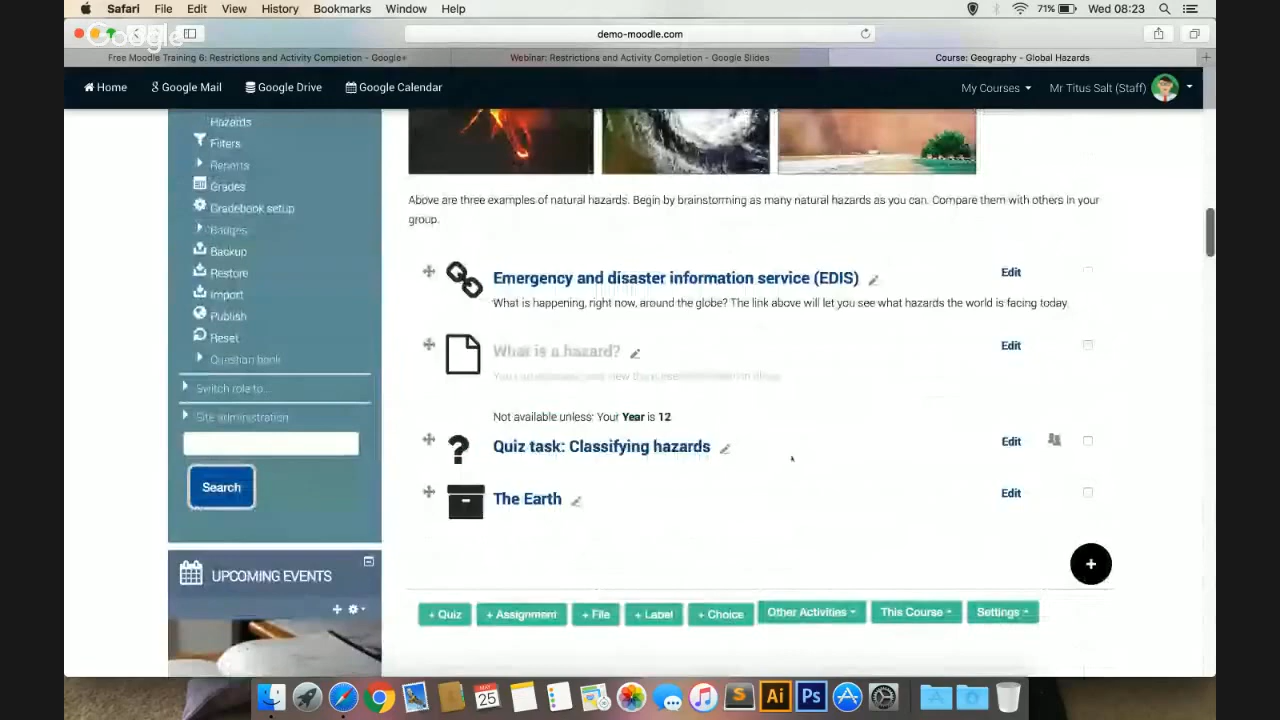 Safari File Edit View History Bookmarks Window Help 71% Wed 08:23
Google
demo-moodle.com
Free Moodle Training 6: Restrictions and Activity Completion - Google+ Webinar: Restrictions and Activity Completion - Google Slides Course: Geography - Global Hazards
Home Google Mail Google Drive Google Calendar My Courses Mr Titus Salt (Staff)
Hazards
Filters
Reports
Grades
Gradebook setup
Badges
Backup
Restore
Import
Publish
Reset
Question bank
Switch role to...
Site administration
Search
UPCOMING EVENTS
Above are three examples of natural hazards. Begin by brainstorming as many natural hazards as you can. Compare them with others in your
group.
Emergency and disaster information service (EDIS) Edit
What is happening, right now, around the globe? The link above will let you see what hazards the world is facing today.
What is a hazard? Edit
Not available unless: Your Year is 12
Quiz task: Classifying hazards Edit
The Earth Edit
+ Quiz + Assignment + File + Label + Choice Other Activities This Course Settings
MAY
25
S Ai Ps